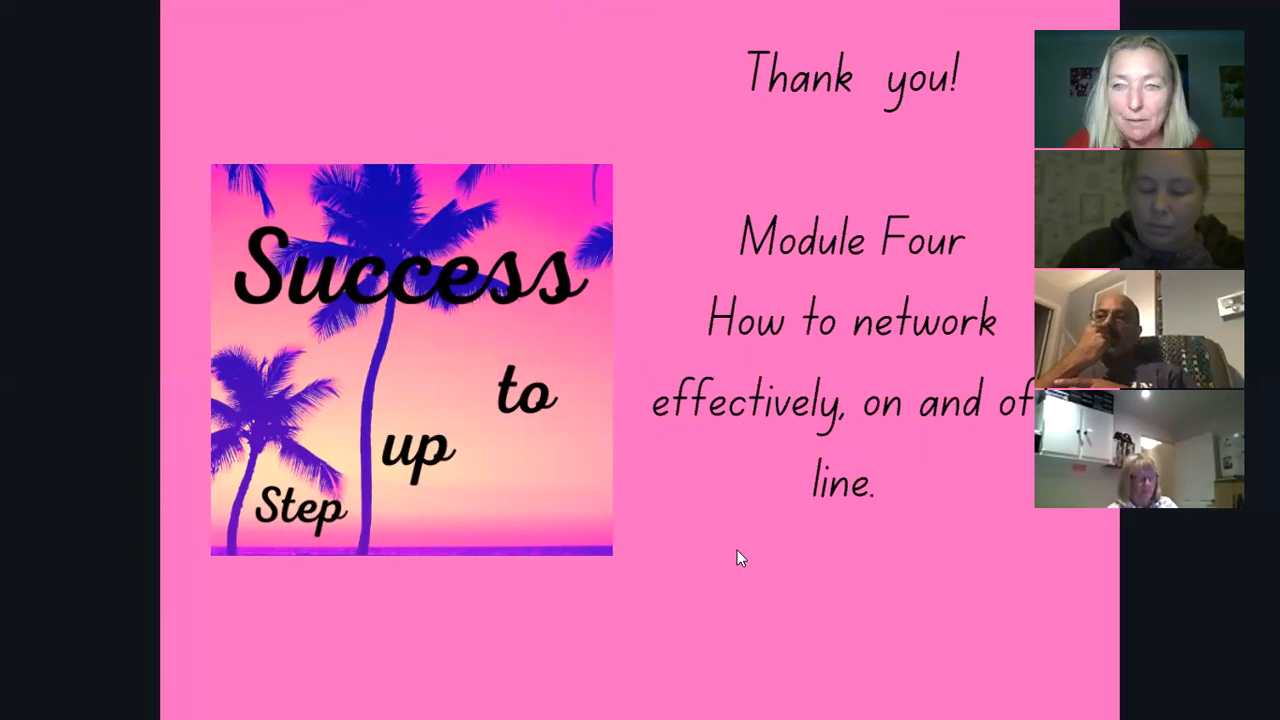 Thank you!
Success
to
up
Step
Module Four
How to network
effectively, on and of
line.